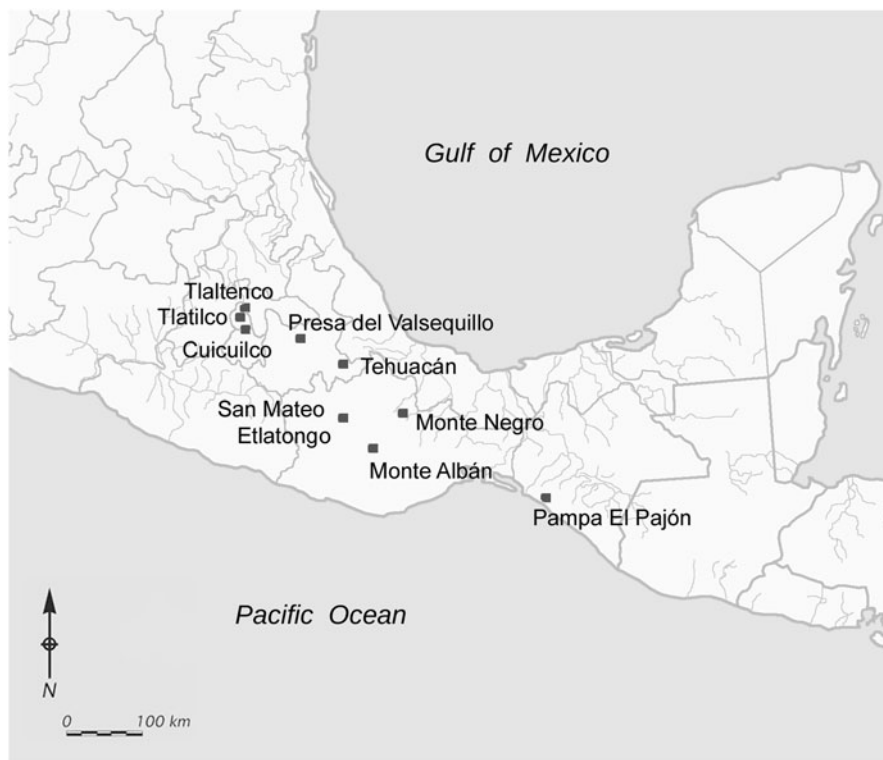 Gulf of Mexico
Tlaltenco
Tlatilco
Presa del Valsequillo
Cuicuilco
Tehuacán
San Mateo
Etlatongo
Monte Negro
Monte Albán
Pampa El Pajón
Pacific Ocean
N
0 100 km